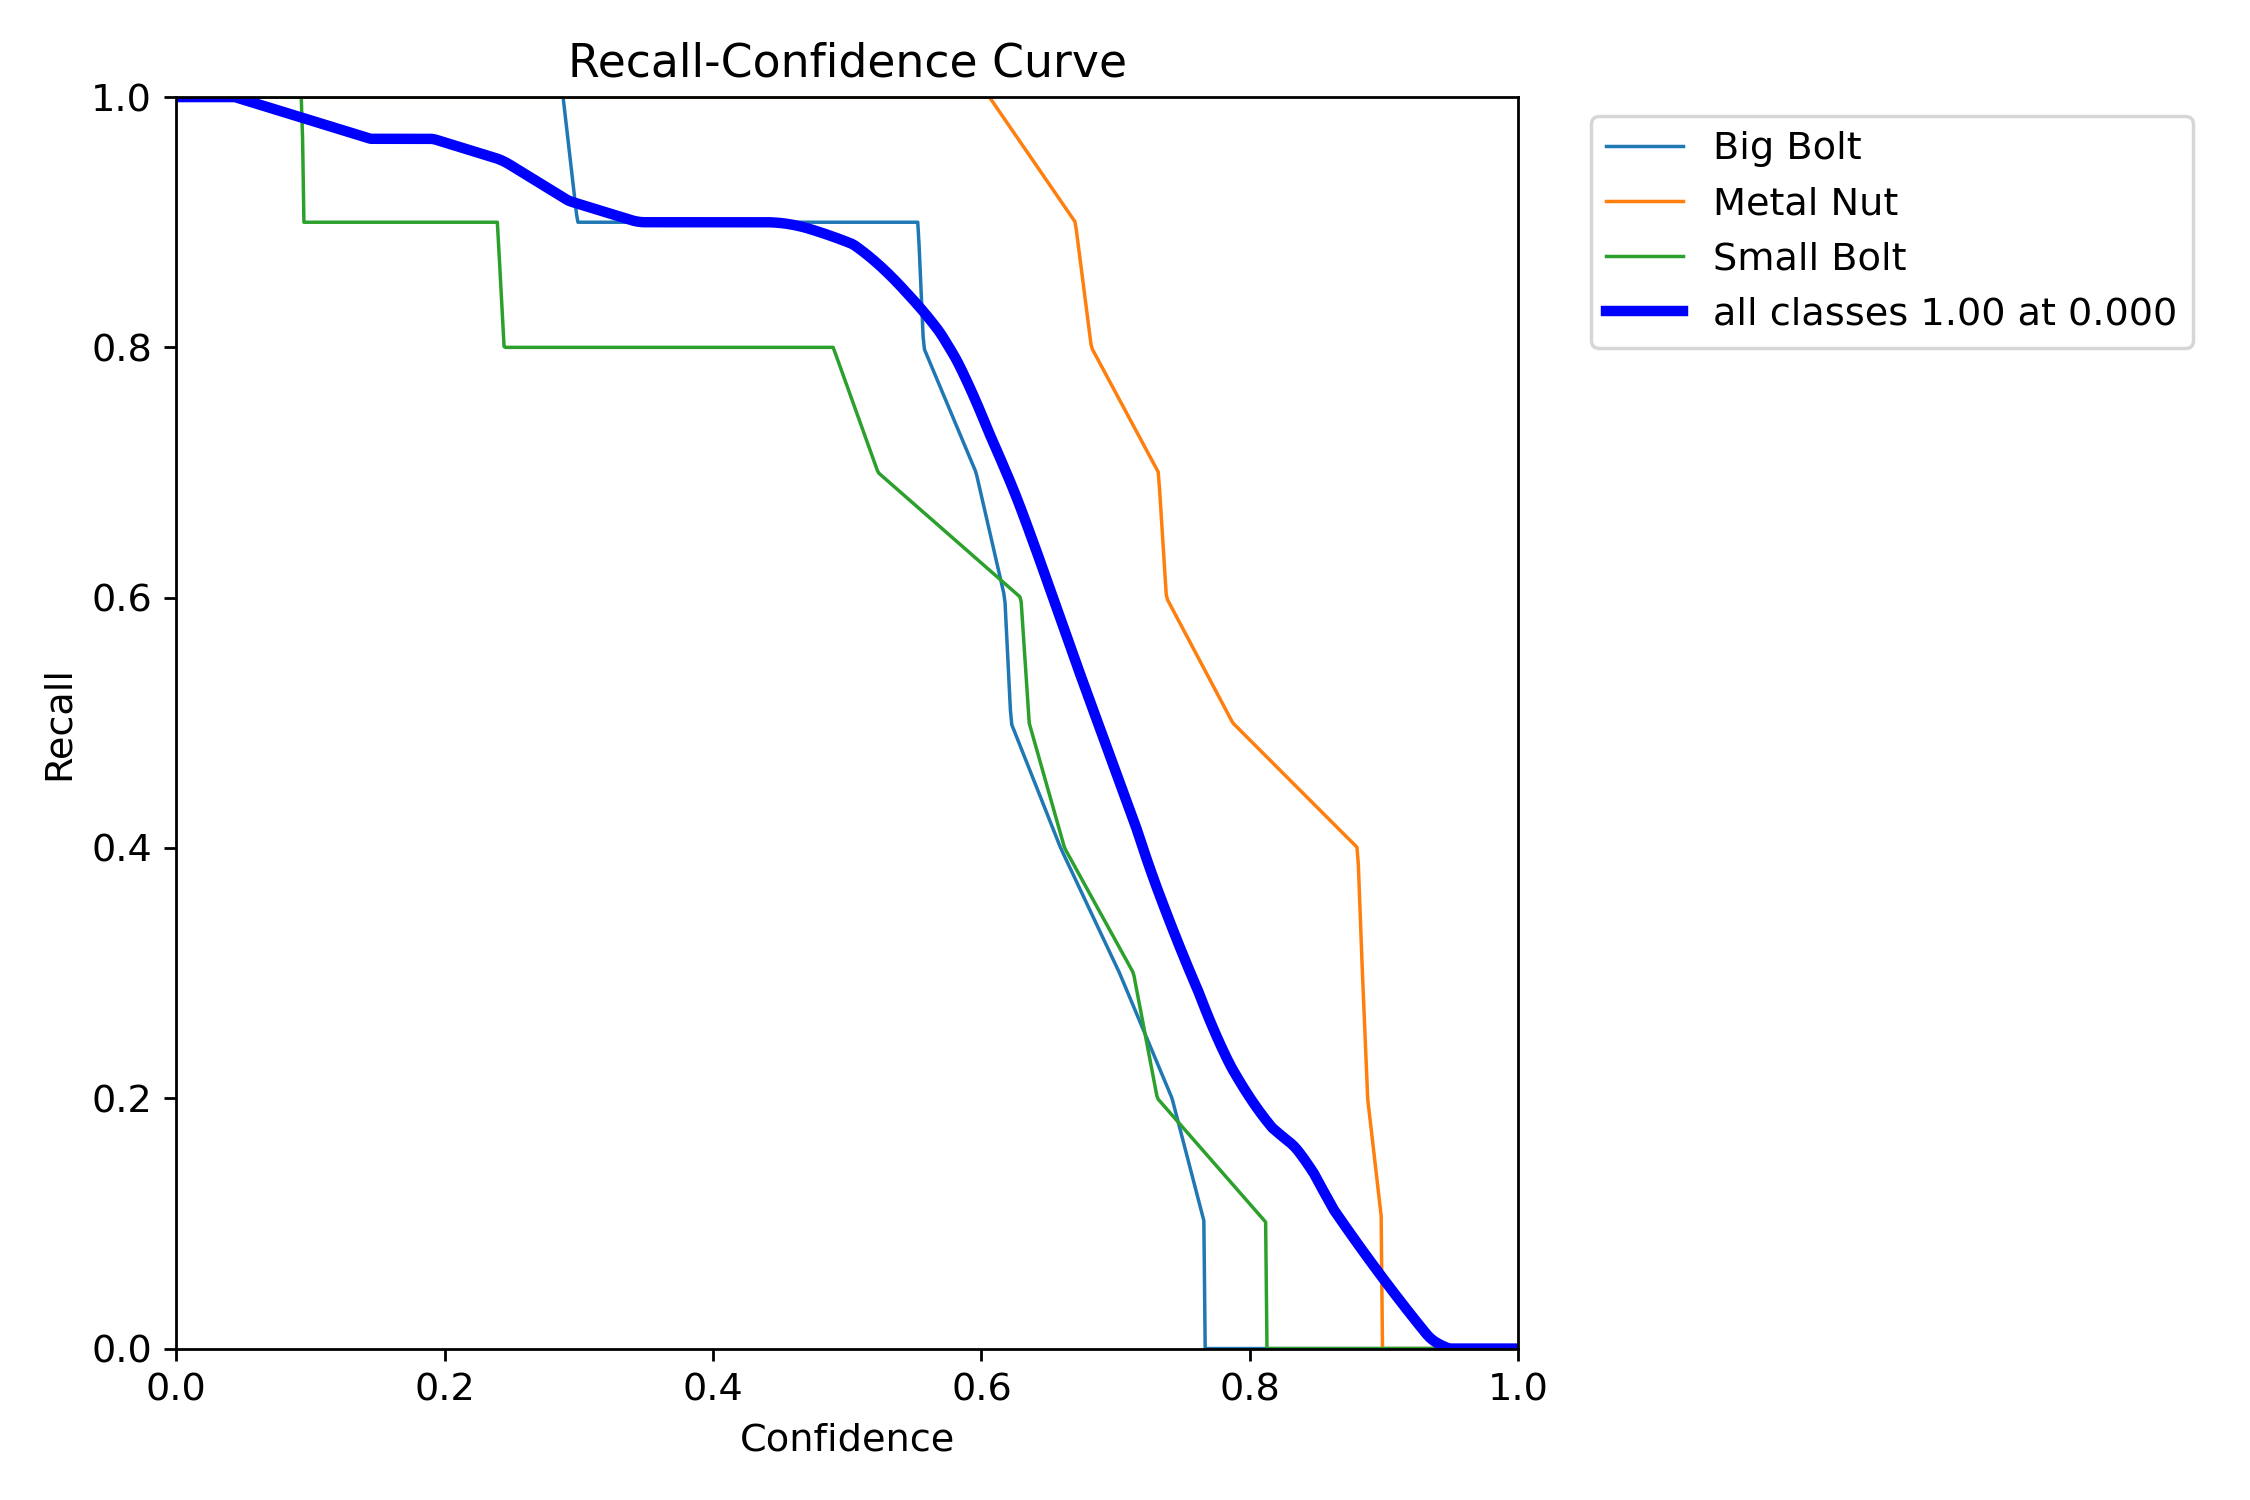 Recall-Confidence Curve
1.0
0.8
0.6
0.4
0.2
0.0
Recall
0.0 0.2 0.4 0.6 0.8 1.0
Confidence
Big Bolt
Metal Nut
Small Bolt
all classes 1.00 at 0.000